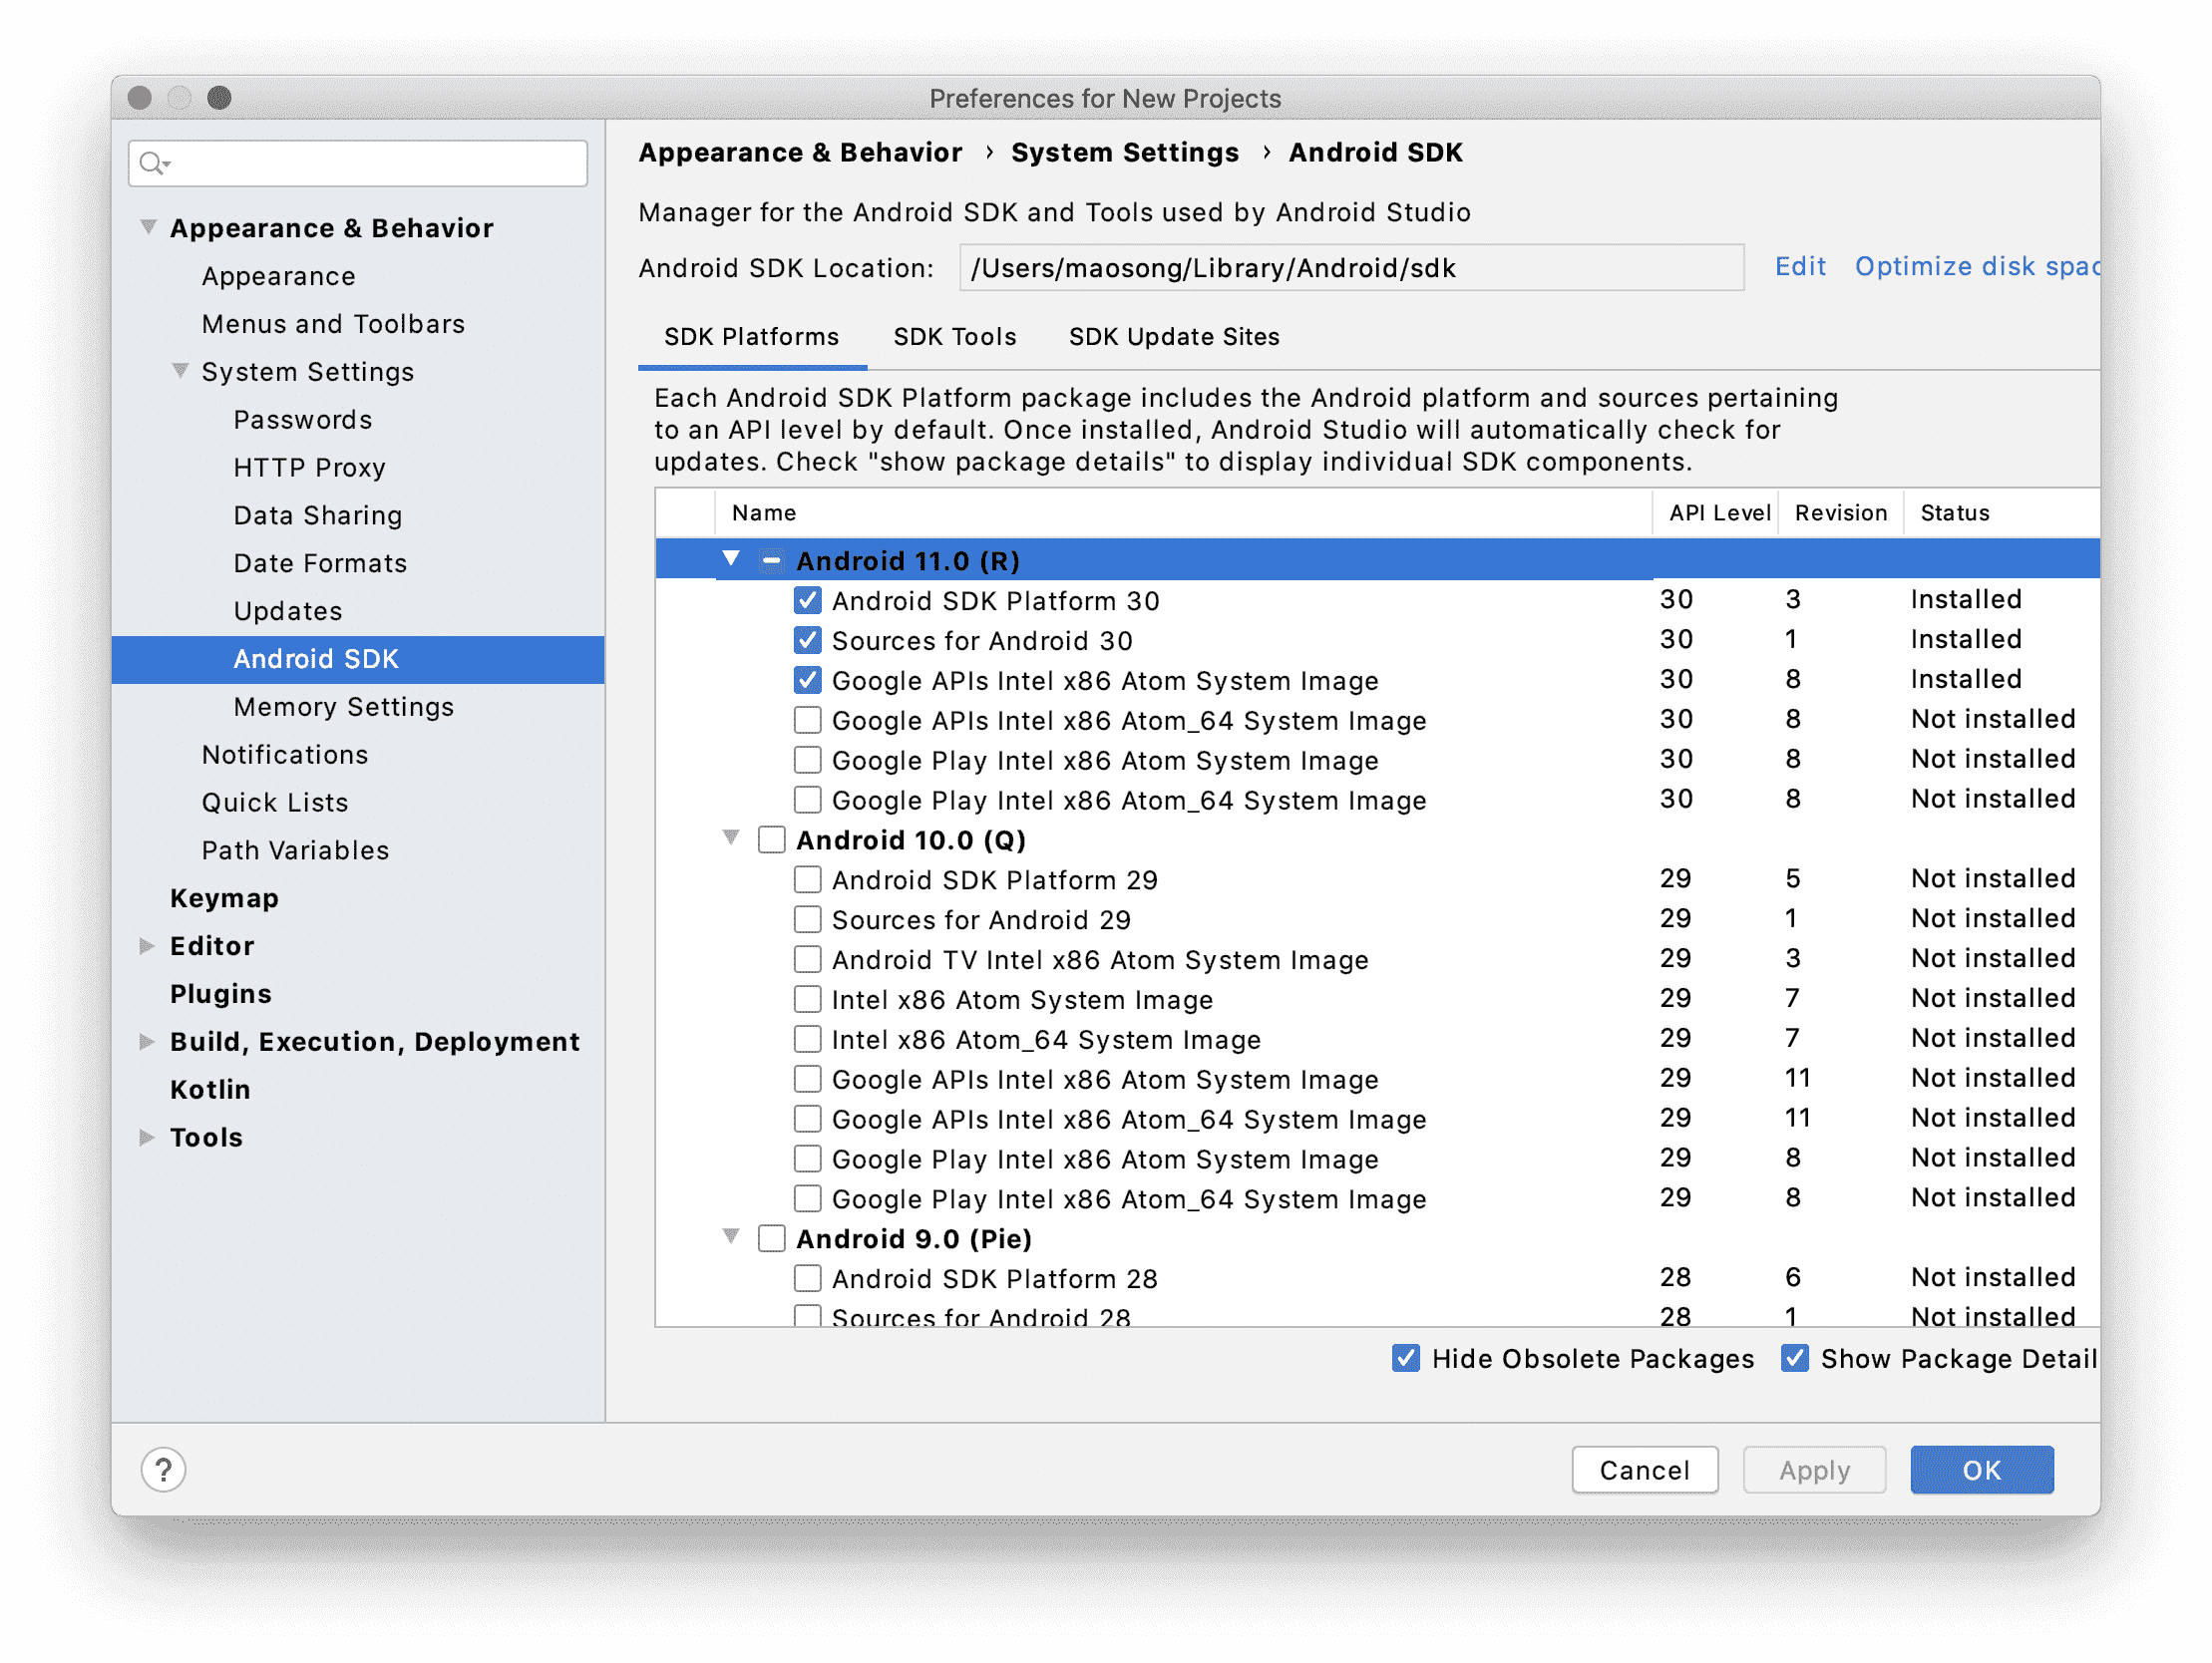 Preferences for New Projects
Appearance & Behavior
Appearance
Menus and Toolbars
System Settings
Passwords
HTTP Proxy
Data Sharing
Date Formats
Updates
Android SDK
Memory Settings
Notifications
Quick Lists
Path Variables
Keymap
Editor
Plugins
Build, Execution, Deployment
Kotlin
Tools
Appearance & Behavior › System Settings › Android SDK
Manager for the Android SDK and Tools used by Android Studio
Android SDK Location: /Users/maosong/Library/Android/sdk Edit Optimize disk spac
SDK Platforms SDK Tools SDK Update Sites
Each Android SDK Platform package includes the Android platform and sources pertaining
to an API level by default. Once installed, Android Studio will automatically check for
updates. Check "show package details" to display individual SDK components.
Name API Level Revision Status
Android 11.0 (R)
Android SDK Platform 30 30 3 Installed
Sources for Android 30 30 1 Installed
Google APIs Intel x86 Atom System Image 30 8 Installed
Google APIs Intel x86 Atom_64 System Image 30 8 Not installed
Google Play Intel x86 Atom System Image 30 8 Not installed
Google Play Intel x86 Atom_64 System Image 30 8 Not installed
Android 10.0 (Q)
Android SDK Platform 29 29 5 Not installed
Sources for Android 29 29 1 Not installed
Android TV Intel x86 Atom System Image 29 3 Not installed
Intel x86 Atom System Image 29 7 Not installed
Intel x86 Atom_64 System Image 29 7 Not installed
Google APIs Intel x86 Atom System Image 29 11 Not installed
Google APIs Intel x86 Atom_64 System Image 29 11 Not installed
Google Play Intel x86 Atom System Image 29 8 Not installed
Google Play Intel x86 Atom_64 System Image 29 8 Not installed
Android 9.0 (Pie)
Android SDK Platform 28 28 6 Not installed
Sources for Android 28 28 1 Not installed
Hide Obsolete Packages Show Package Detail
? Cancel Apply OK